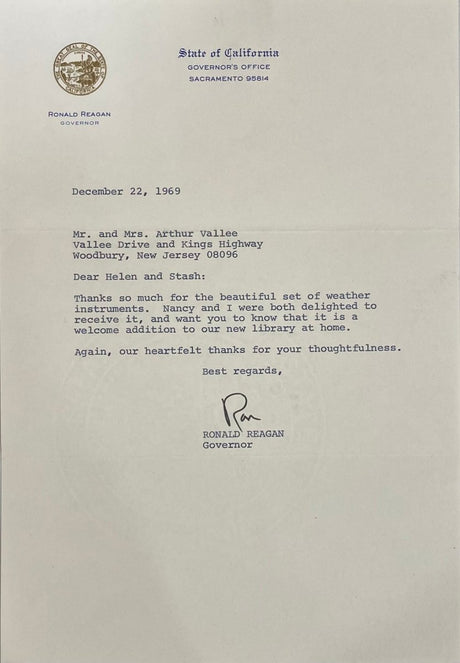 State of California
GOVERNOR'S OFFICE
SACRAMENTO 95814
RONALD REAGAN
GOVERNOR
December 22, 1969
Mr. and Mrs. Arthur Vallee
Vallee Drive and Kings Highway
Woodbury, New Jersey 08096
Dear Helen and Stash:
Thanks so much for the beautiful set of weather
instruments. Nancy and I were both delighted to
receive it, and want you to know that it is a
welcome addition to our new library at home.
Again, our heartfelt thanks for your thoughtfulness.
Best regards,
Ron
RONALD REAGAN
Governor